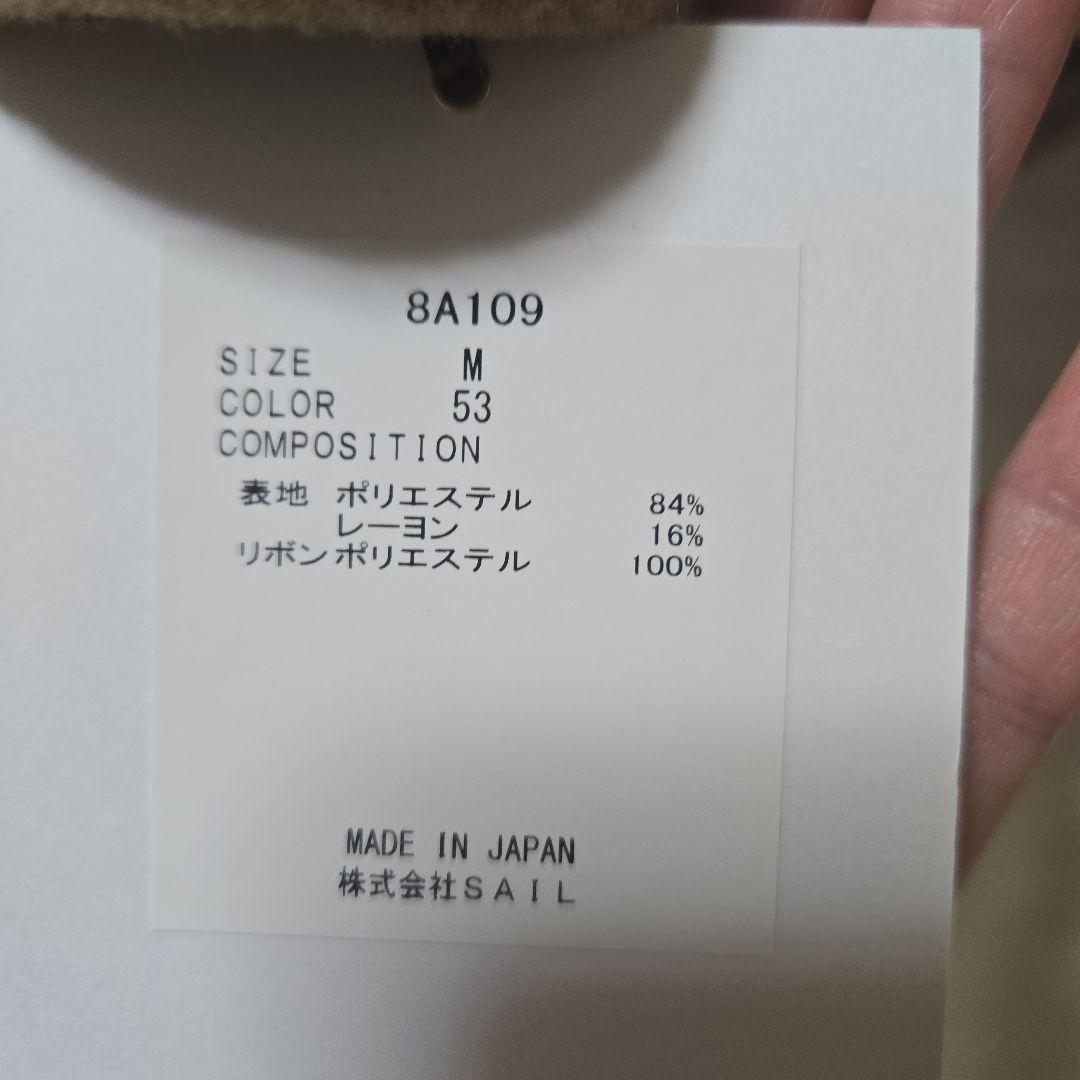 8A109
SIZE M
COLOR 53
COMPOSITION
表地 ポリエステル 84%
レーヨン 16%
リボン ポリエステル 100%
MADE IN JAPAN
株式会社SAIL